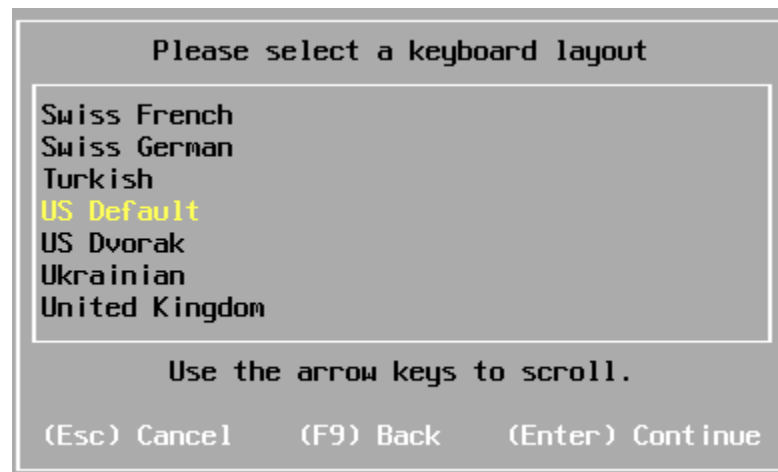 Please select a keyboard layout
Swiss French
Swiss German
Turkish
US Default
US Dvorak
Ukrainian
United Kingdom
Use the arrow keys to scroll.
(Esc) Cancel (F9) Back (Enter) Continue